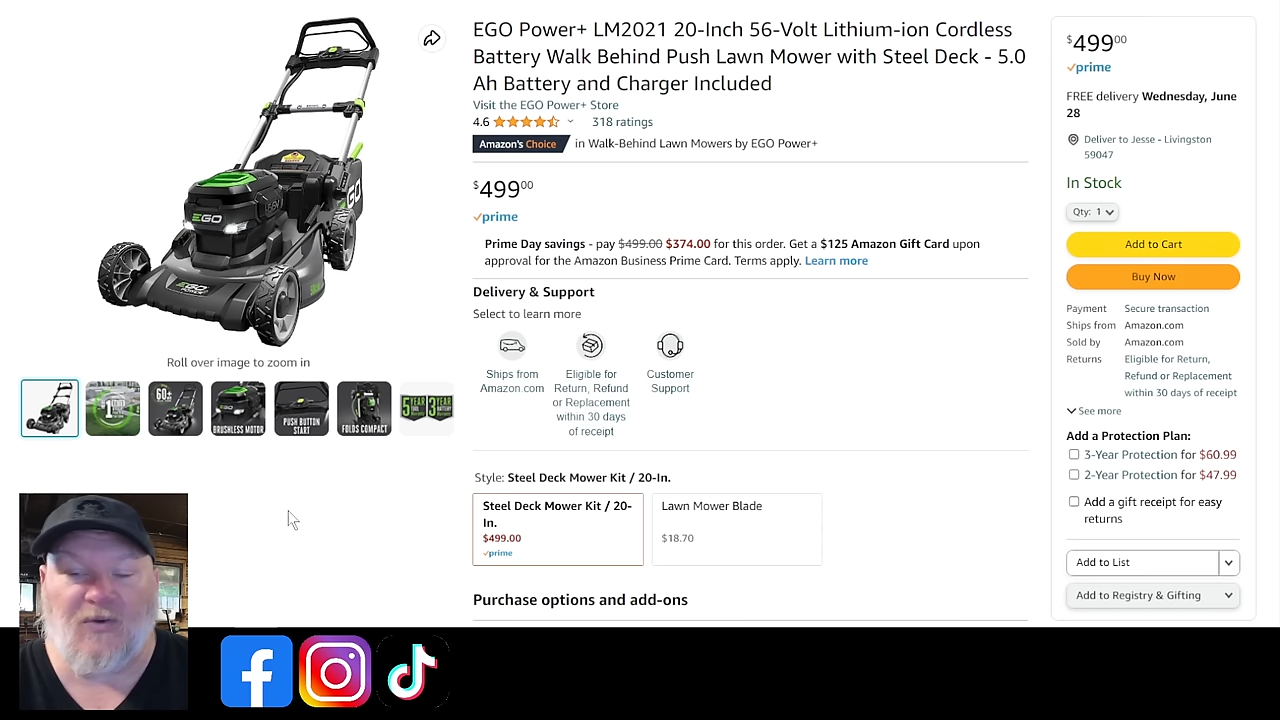 EGO Power+ LM2021 20-Inch 56-Volt Lithium-ion Cordless
Battery Walk Behind Push Lawn Mower with Steel Deck - 5.0
Ah Battery and Charger Included
Visit the EGO Power+ Store
4.6
318 ratings
Amazon's Choice in Walk-Behind Lawn Mowers by EGO Power+
$499.00
prime
Prime Day savings - pay $499.00 $374.00 for this order. Get a $125 Amazon Gift Card upon
approval for the Amazon Business Prime Card. Terms apply. Learn more
Delivery & Support
Select to learn more
Ships from
Amazon.com
Eligible for
Return, Refund
or Replacement
within 30 days
of receipt
Customer
Support
Style: Steel Deck Mower Kit / 20-In.
Steel Deck Mower Kit / 20-
In.
$499.00
prime
Lawn Mower Blade
$18.70
Purchase options and add-ons
EGO
EGO
GO
Roll over image to zoom in
60+
BRUSHLESS MOTOR
PUSH BUTTON
START
FOLDS COMPACT
5 YEAR
3 YEAR
$499.00
prime
FREE delivery Wednesday, June
28
Deliver to Jesse - Livingston
59047
In Stock
Qty: 1
Add to Cart
Buy Now
Payment Secure transaction
Ships from Amazon.com
Sold by Amazon.com
Returns Eligible for Return,
Refund or Replacement
within 30 days of receipt
See more
Add a Protection Plan:
3-Year Protection for $60.99
2-Year Protection for $47.99
Add a gift receipt for easy
returns
Add to List
Add to Registry & Gifting